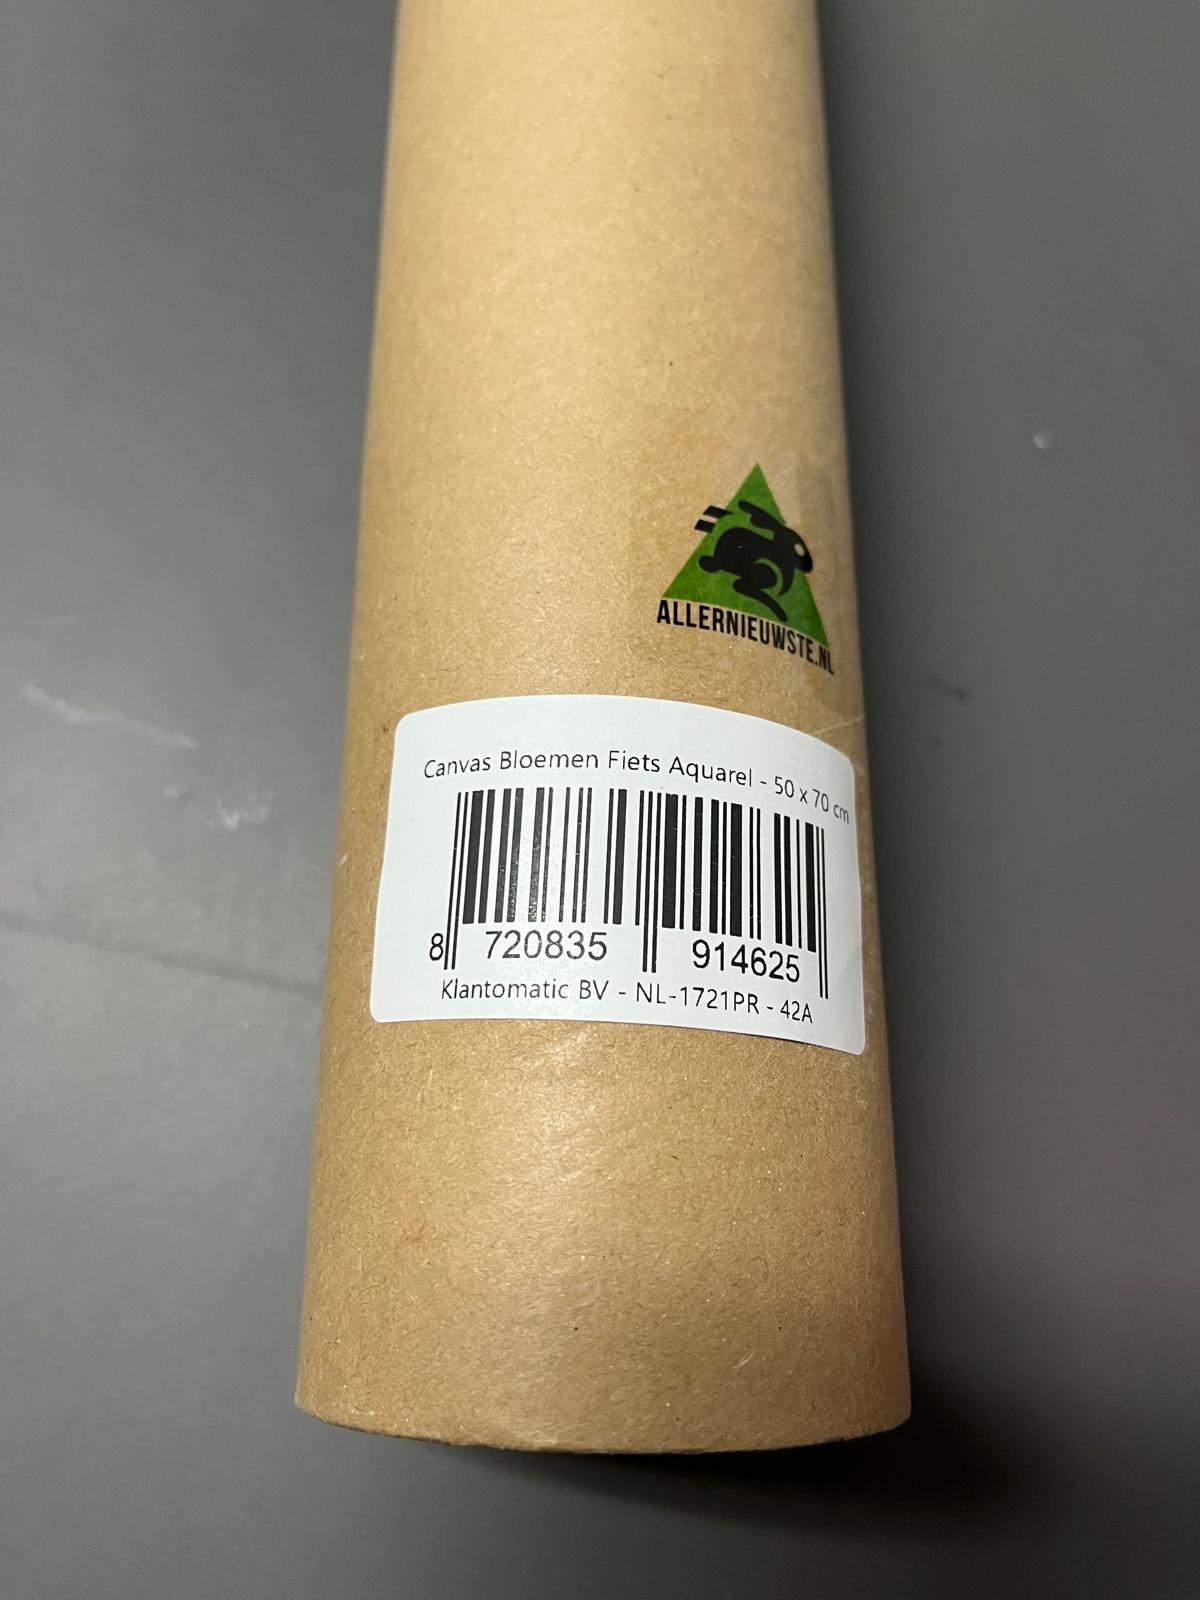 ALLERNIEUWSTE.NL
Canvas Bloemen Fiets Aquarel - 50 x 70 cm
8 720835 914625
Klantomatic BV - NL-1721PR - 42A